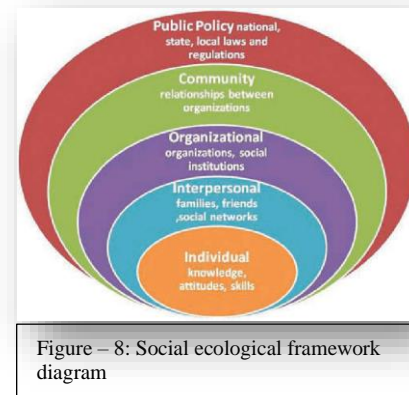 Public Policy national,
state, local laws and
regulations
Community
relationships between
organizations
Organizational
organizations, social
institutions
Interpersonal
families, friends
,social networks
Individual
knowledge,
attitudes, skills
Figure – 8: Social ecological framework
diagram